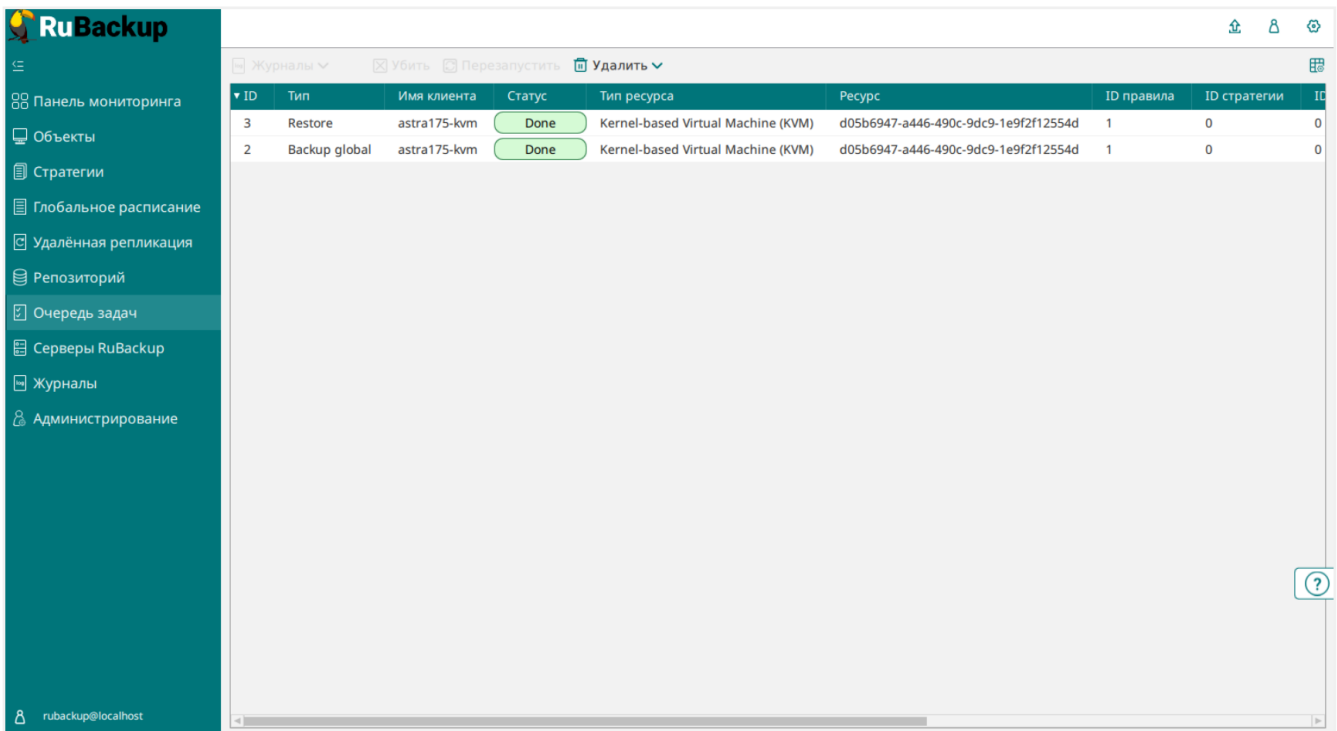 RuBackup
Журналы Убить Перезапустить Удалить
Панель мониторинга
Объекты
Стратегии
Глобальное расписание
Удалённая репликация
Репозиторий
Очередь задач
Серверы RuBackup
Журналы
Администрирование
rubackup@localhost
ID Тип Имя клиента Статус Тип ресурса Ресурс ID правила ID стратегии ID
3 Restore astra175-kvm Done Kernel-based Virtual Machine (KVM) d05b6947-a446-490c-9dc9-1e9f2f12554d 1 0 0
2 Backup global astra175-kvm Done Kernel-based Virtual Machine (KVM) d05b6947-a446-490c-9dc9-1e9f2f12554d 1 0 0
?